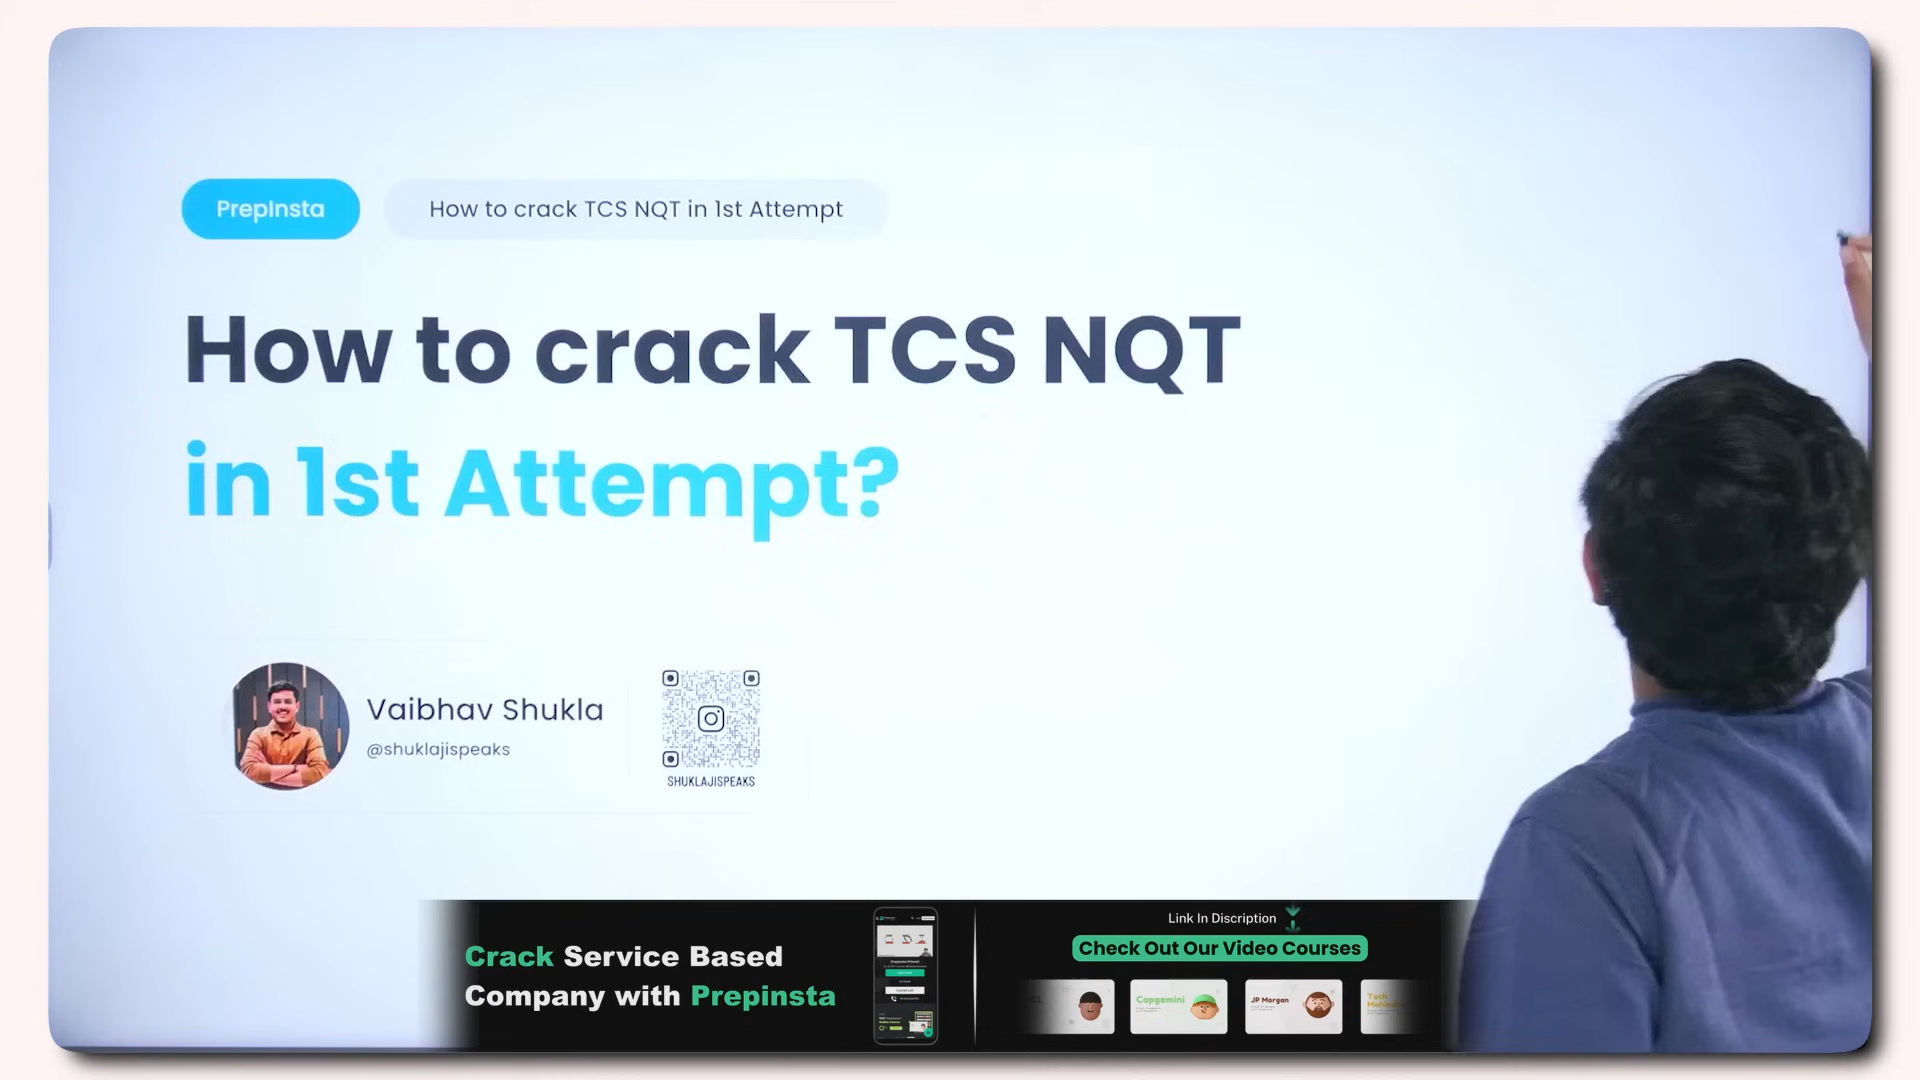 PrepInsta
How to crack TCS NQT in 1st Attempt
How to crack TCS NQT
in 1st Attempt?
Vaibhav Shukla
@shuklajispeaks
SHUKLAJISPEAKS
Crack Service Based
Company with Prepinsta
Link In Discription
Check Out Our Video Courses
Capgemini
JP Morgan
Tech